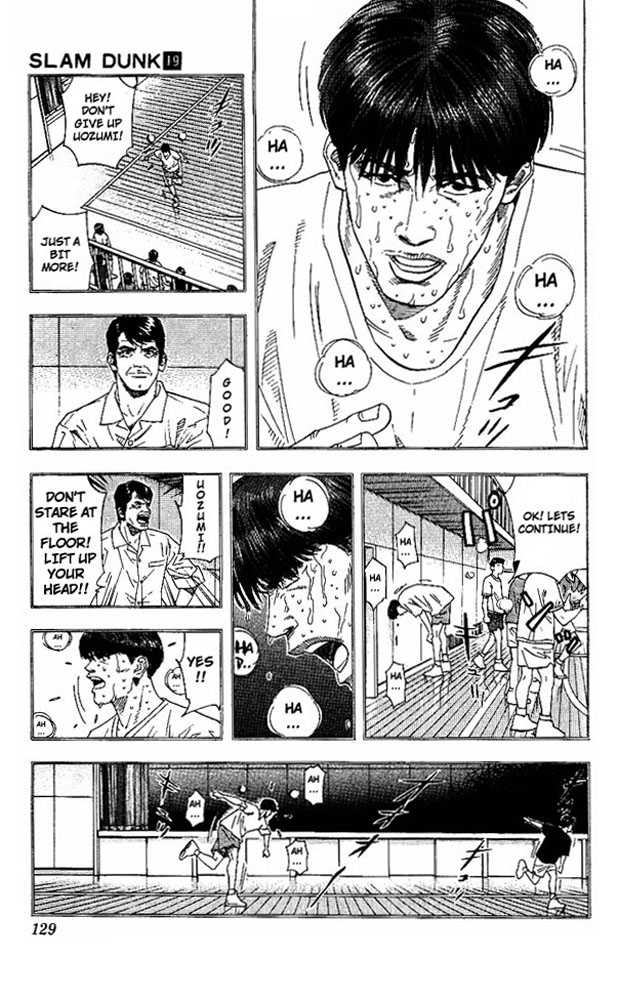 SLAM DUNK 19
HA
...
HA
...
HA
...
HA
...
HEY!
DON'T
GIVE UP
UOZUMI!
JUST A
BIT
MORE!
GOOD!
OK! LETS
CONTINUE!
HA
...
HA
...
HA
...
HA
...
HA
...
UOZUMI!!
DON'T
STARE AT
THE
FLOOR!
LIFT UP
YOUR
HEAD!!
YES
!!
AH
...
AH
...
AH
...
AH
...
AH
...
AH
...
129